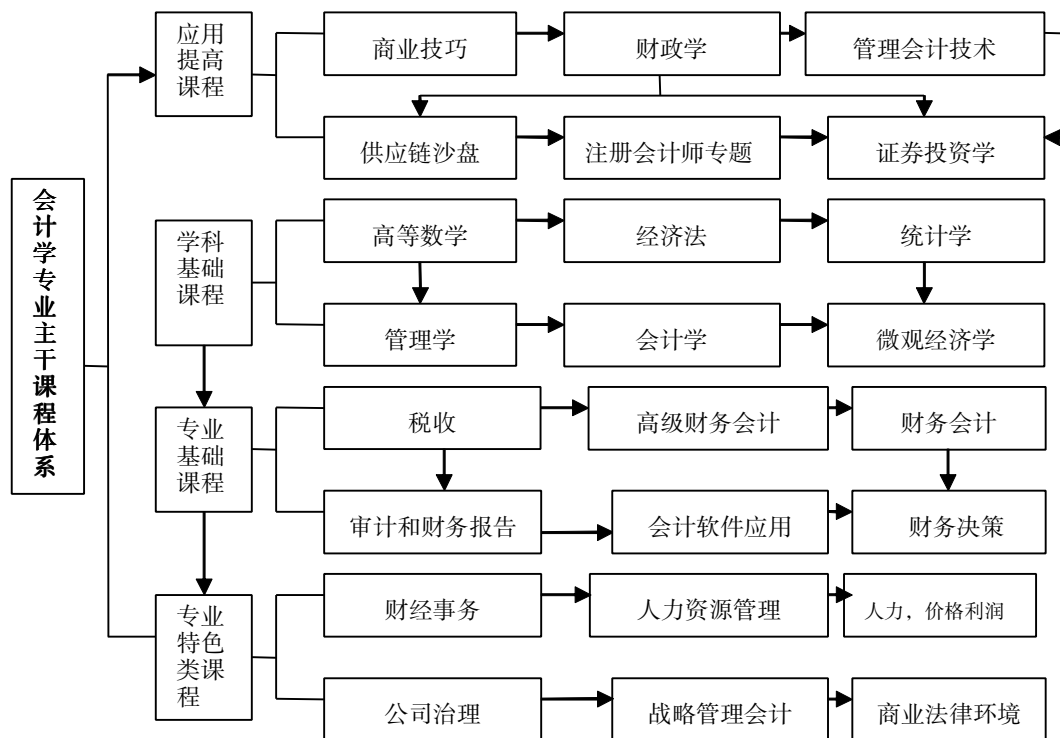 会计学专业主干课程体系
应用
提高
课程
商业技巧
财政学
管理会计技术
供应链沙盘
注册会计师专题
证券投资学
学科
基础
课程
高等数学
经济法
统计学
管理学
会计学
微观经济学
专业
基础
课程
税收
高级财务会计
财务会计
审计和财务报告
会计软件应用
财务决策
专业
特色
类课
程
财经事务
人力资源管理
人力，价格利润
公司治理
战略管理会计
商业法律环境